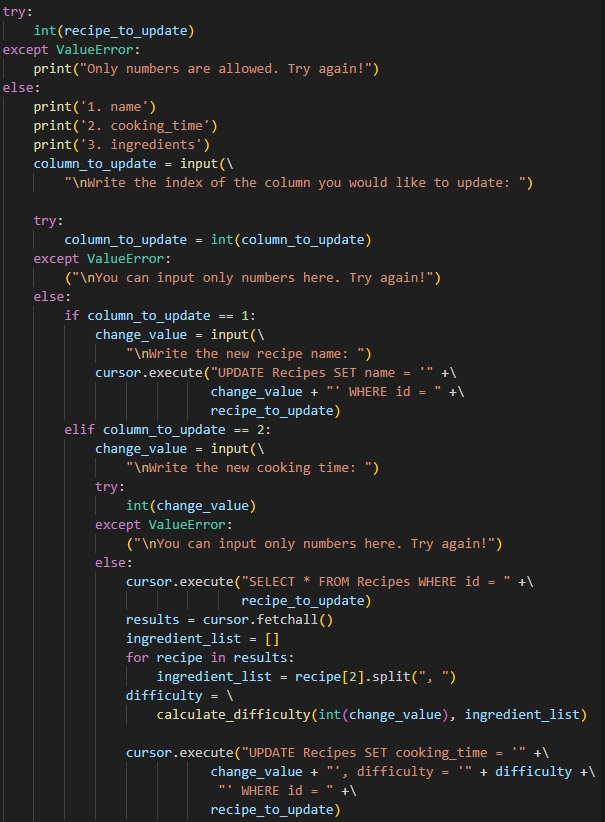 try:
    int(recipe_to_update)
except ValueError:
    print("Only numbers are allowed. Try again!")
else:
    print('1. name')
    print('2. cooking_time')
    print('3. ingredients')
    column_to_update = input(\
        "\nWrite the index of the column you would like to update: ")

    try:
        column_to_update = int(column_to_update)
    except ValueError:
        ("\nYou can input only numbers here. Try again!")
    else:
        if column_to_update == 1:
            change_value = input(\
                "\nWrite the new recipe name: ")
            cursor.execute("UPDATE Recipes SET name = '" +\
                           change_value + "' WHERE id = " +\
                           recipe_to_update)
        elif column_to_update == 2:
            change_value = input(\
                "\nWrite the new cooking time: ")
            try:
                int(change_value)
            except ValueError:
                ("\nYou can input only numbers here. Try again!")
            else:
                cursor.execute("SELECT * FROM Recipes WHERE id = " +\
                               recipe_to_update)
                results = cursor.fetchall()
                ingredient_list = []
                for recipe in results:
                    ingredient_list = recipe[2].split(", ")
                difficulty = \
                    calculate_difficulty(int(change_value), ingredient_list)

                cursor.execute("UPDATE Recipes SET cooking_time = '" +\
                           change_value + "', difficulty = '" + difficulty +\
                            "' WHERE id = " +\
                           recipe_to_update)